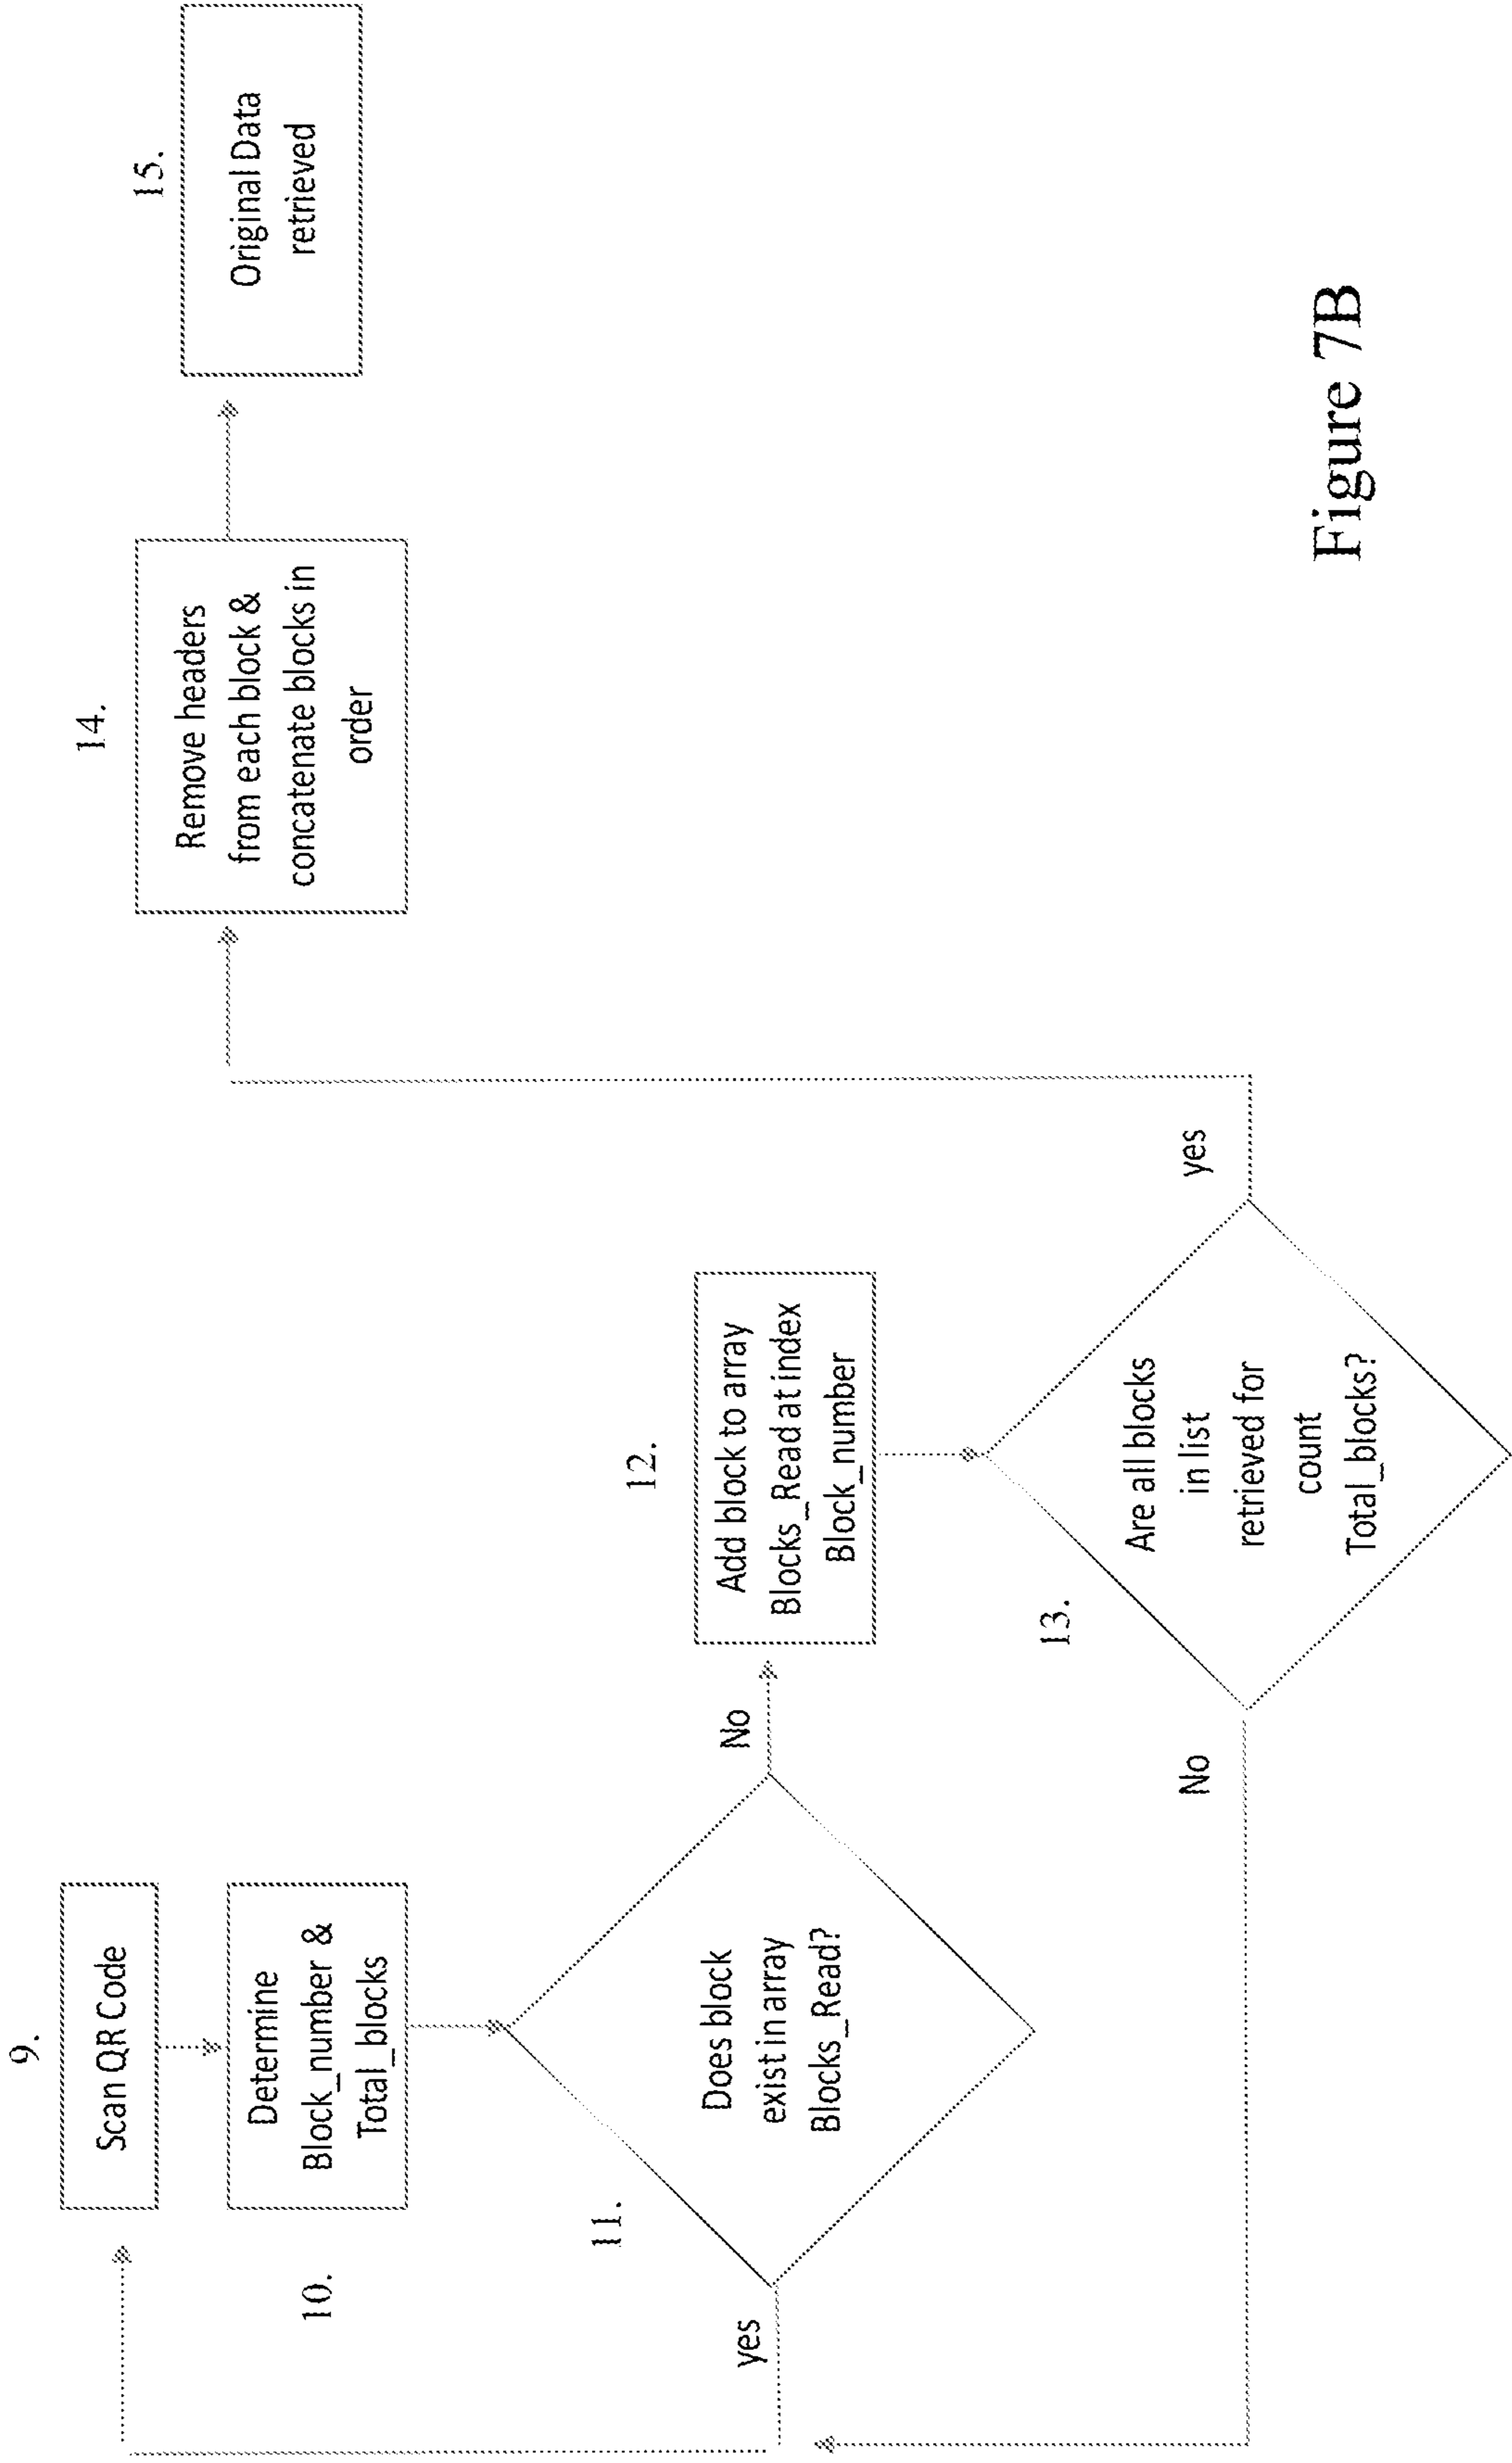 9.
Scan QR Code
10.
Determine
Block_number &
Total_blocks
11.
Does block
exist in array
Blocks_Read?
yes
No
12.
Add block to array
Blocks_Read at index
Block_number
13.
Are all blocks
in list
retrieved for
count
Total_blocks?
No
yes
14.
Remove headers
from each block &
concatenate blocks in
order
15.
Original Data
retrieved
Figure 7B